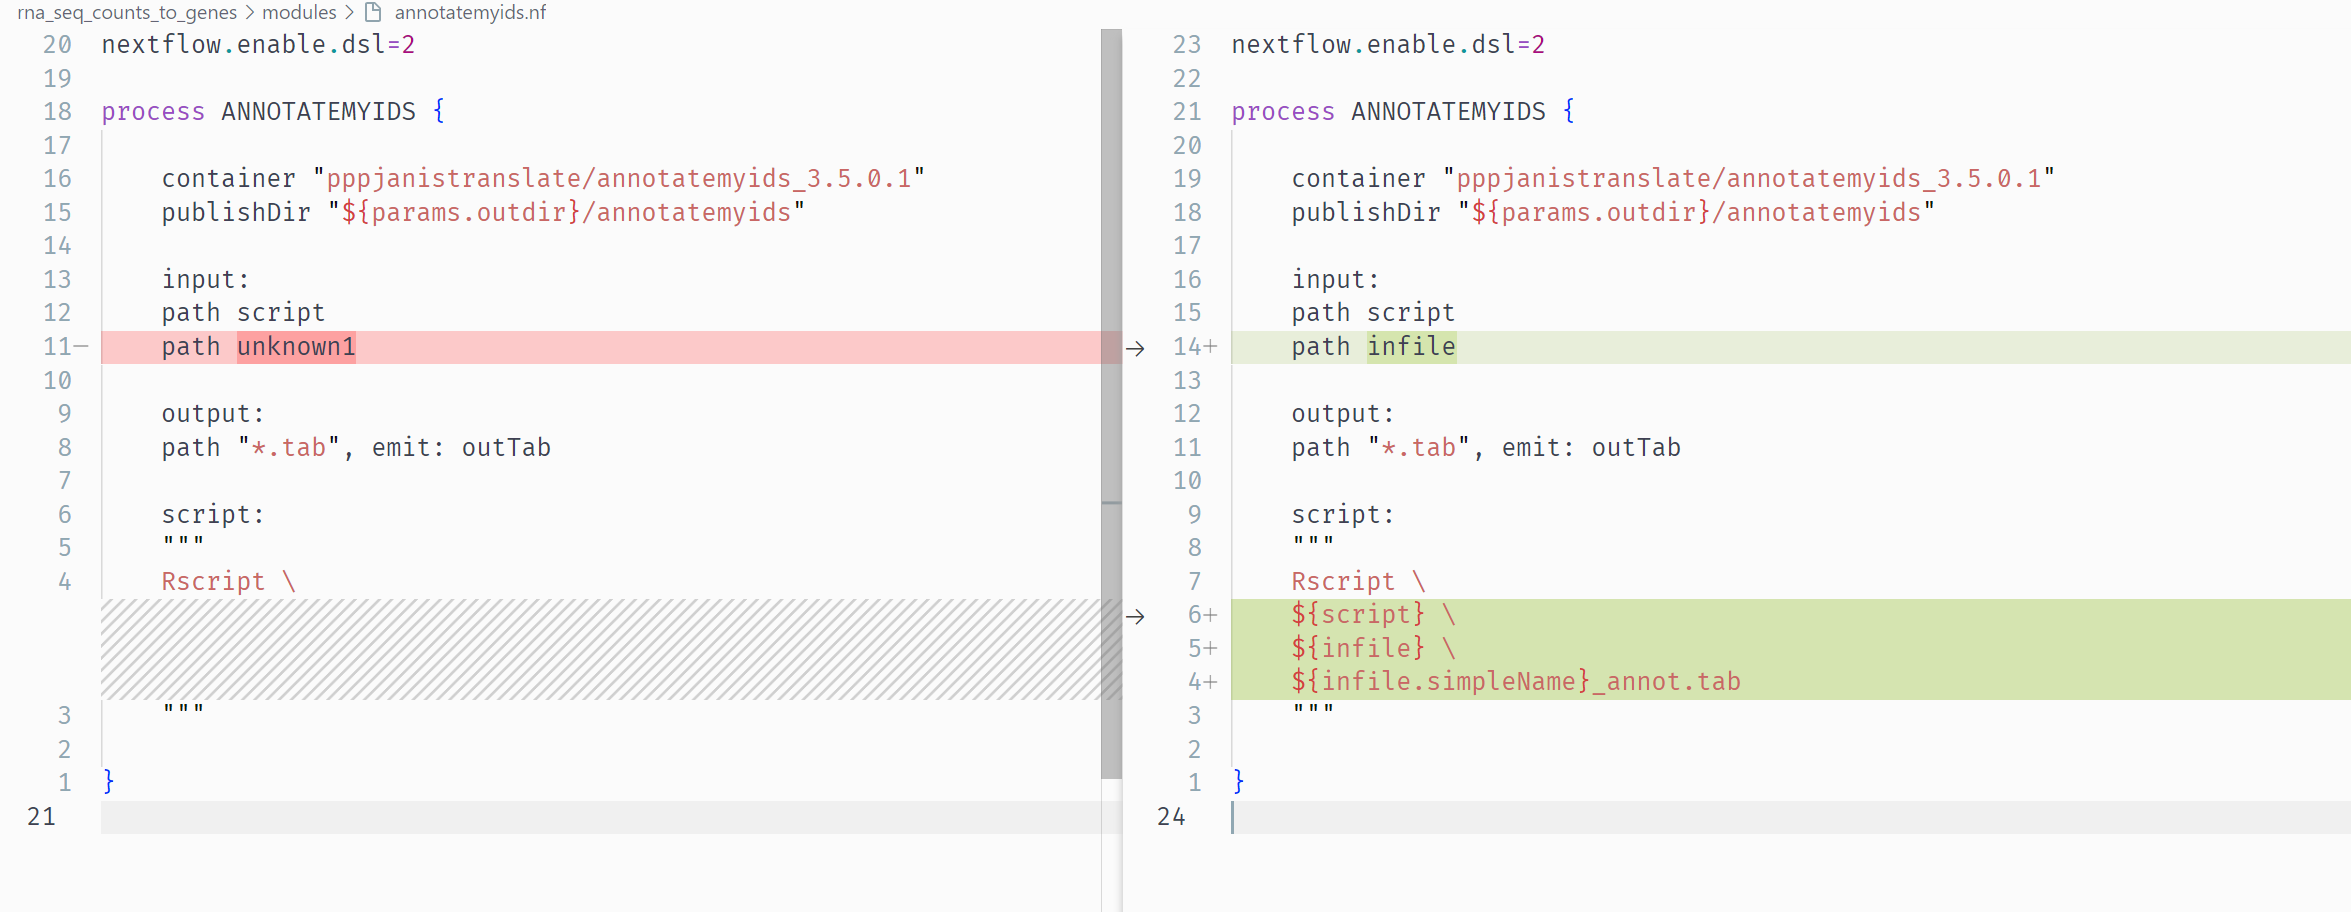 rna_seq_counts_to_genes > modules > annotatemyids.nf
20 nextflow.enable.dsl=2
19
18 process ANNOTATEMYIDS {
17
16 container "pppjanistranslate/annotatemyids_3.5.0.1"
15 publishDir "${params.outdir}/annotatemyids"
14
13 input:
12 path script
11− path unknown1
10
9 output:
8 path "*.tab", emit: outTab
7
6 script:
5 """
4 Rscript \
3 """
2
1 }
21
23 nextflow.enable.dsl=2
22
21 process ANNOTATEMYIDS {
20
19 container "pppjanistranslate/annotatemyids_3.5.0.1"
18 publishDir "${params.outdir}/annotatemyids"
17
16 input:
15 path script
→ 14+ path infile
13
12 output:
11 path "*.tab", emit: outTab
10
9 script:
8 """
7 Rscript \
→ 6+ ${script} \
5+ ${infile} \
4+ ${infile.simpleName}_annot.tab
3 """
2
1 }
24